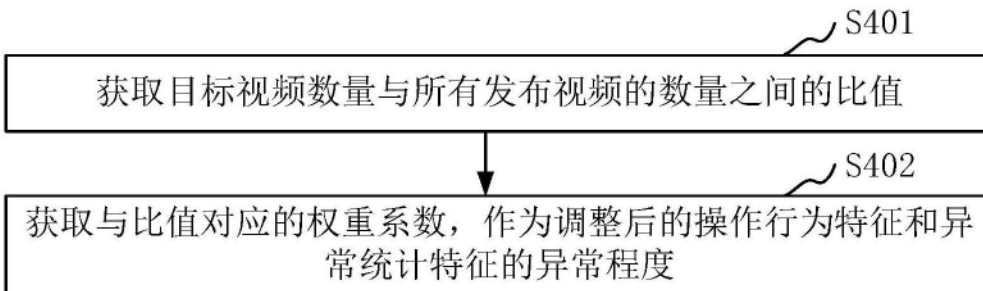 S401
获取目标视频数量与所有发布视频的数量之间的比值
S402
获取与比值对应的权重系数，作为调整后的操作行为特征和异
常统计特征的异常程度